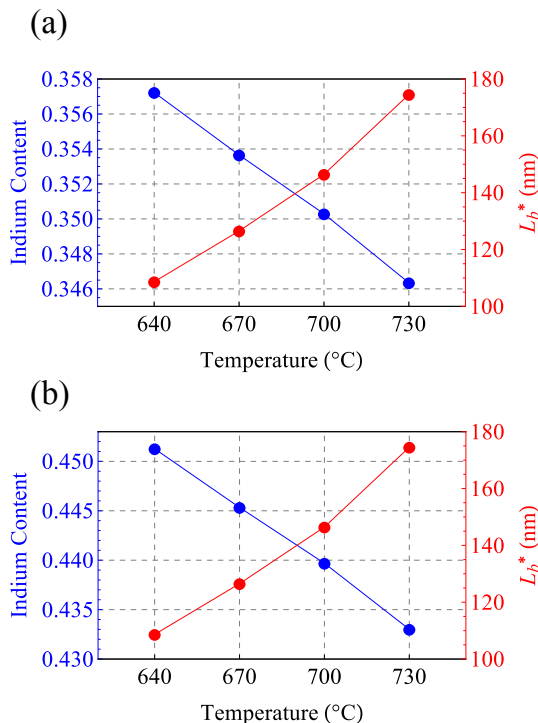 (a)
0.358
0.356
0.354
0.352
0.350
0.348
0.346
Indium Content
180
160
140
120
100
L_b* (nm)
640 670 700 730
Temperature (°C)
(b)
0.450
0.445
0.440
0.435
0.430
Indium Content
180
160
140
120
100
L_b* (nm)
640 670 700 730
Temperature (°C)